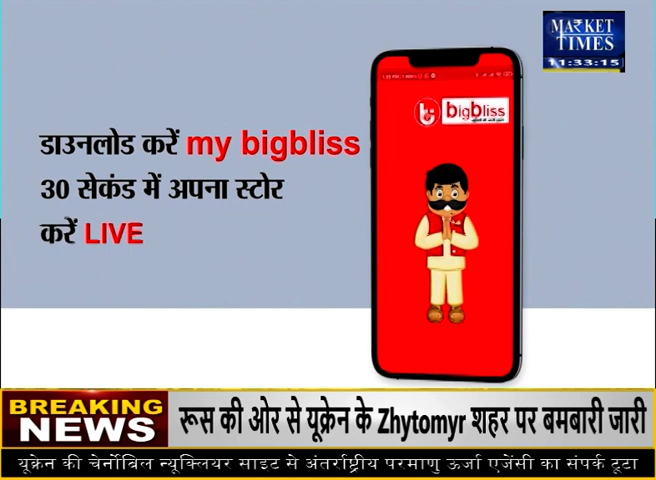 MARKET
TIMES
11:33:15
bigbliss
डाउनलोड करें my bigbliss
30 सेकंड में अपना स्टोर
करें LIVE
BREAKING
NEWS
रूस की ओर से यूक्रेन के Zhytomyr शहर पर बमबारी जारी
यूक्रेन की चेर्नोबिल न्यूक्लियर साइट से अंतर्राष्ट्रीय परमाणु ऊर्जा एजेंसी का संपर्क टूटा